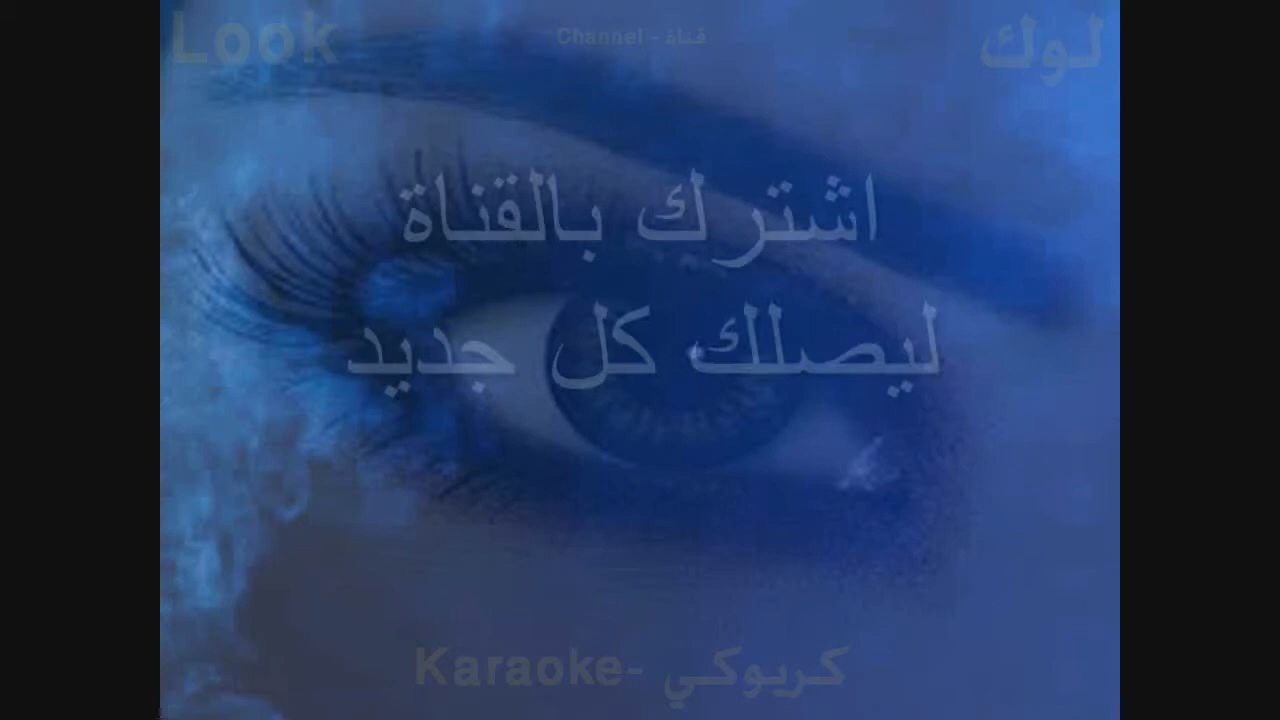 Look
Channel - قناة
لوك
اشترك بالقناة
ليصلك كل جديد
Karaoke- كريوكي